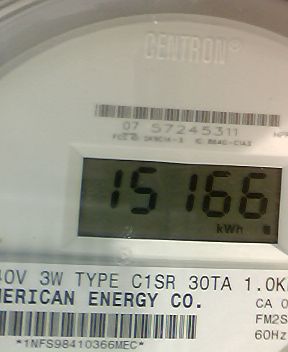 CENTRON®
07 57245311
15166
kWh
40V 3W TYPE C1SR 30TA 1.0K
MERICAN ENERGY CO.
CA 0
FM2S
60Hz
*1NFS98410366MEC*